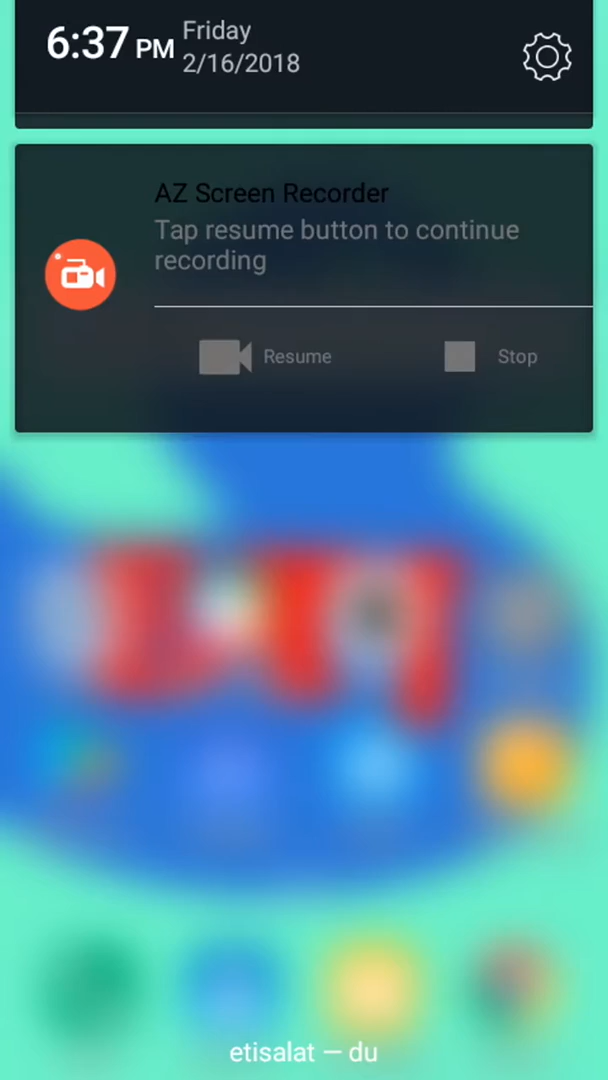 6:37 PM
Friday
2/16/2018
AZ Screen Recorder
Tap resume button to continue
recording
Resume
Stop
etisalat — du